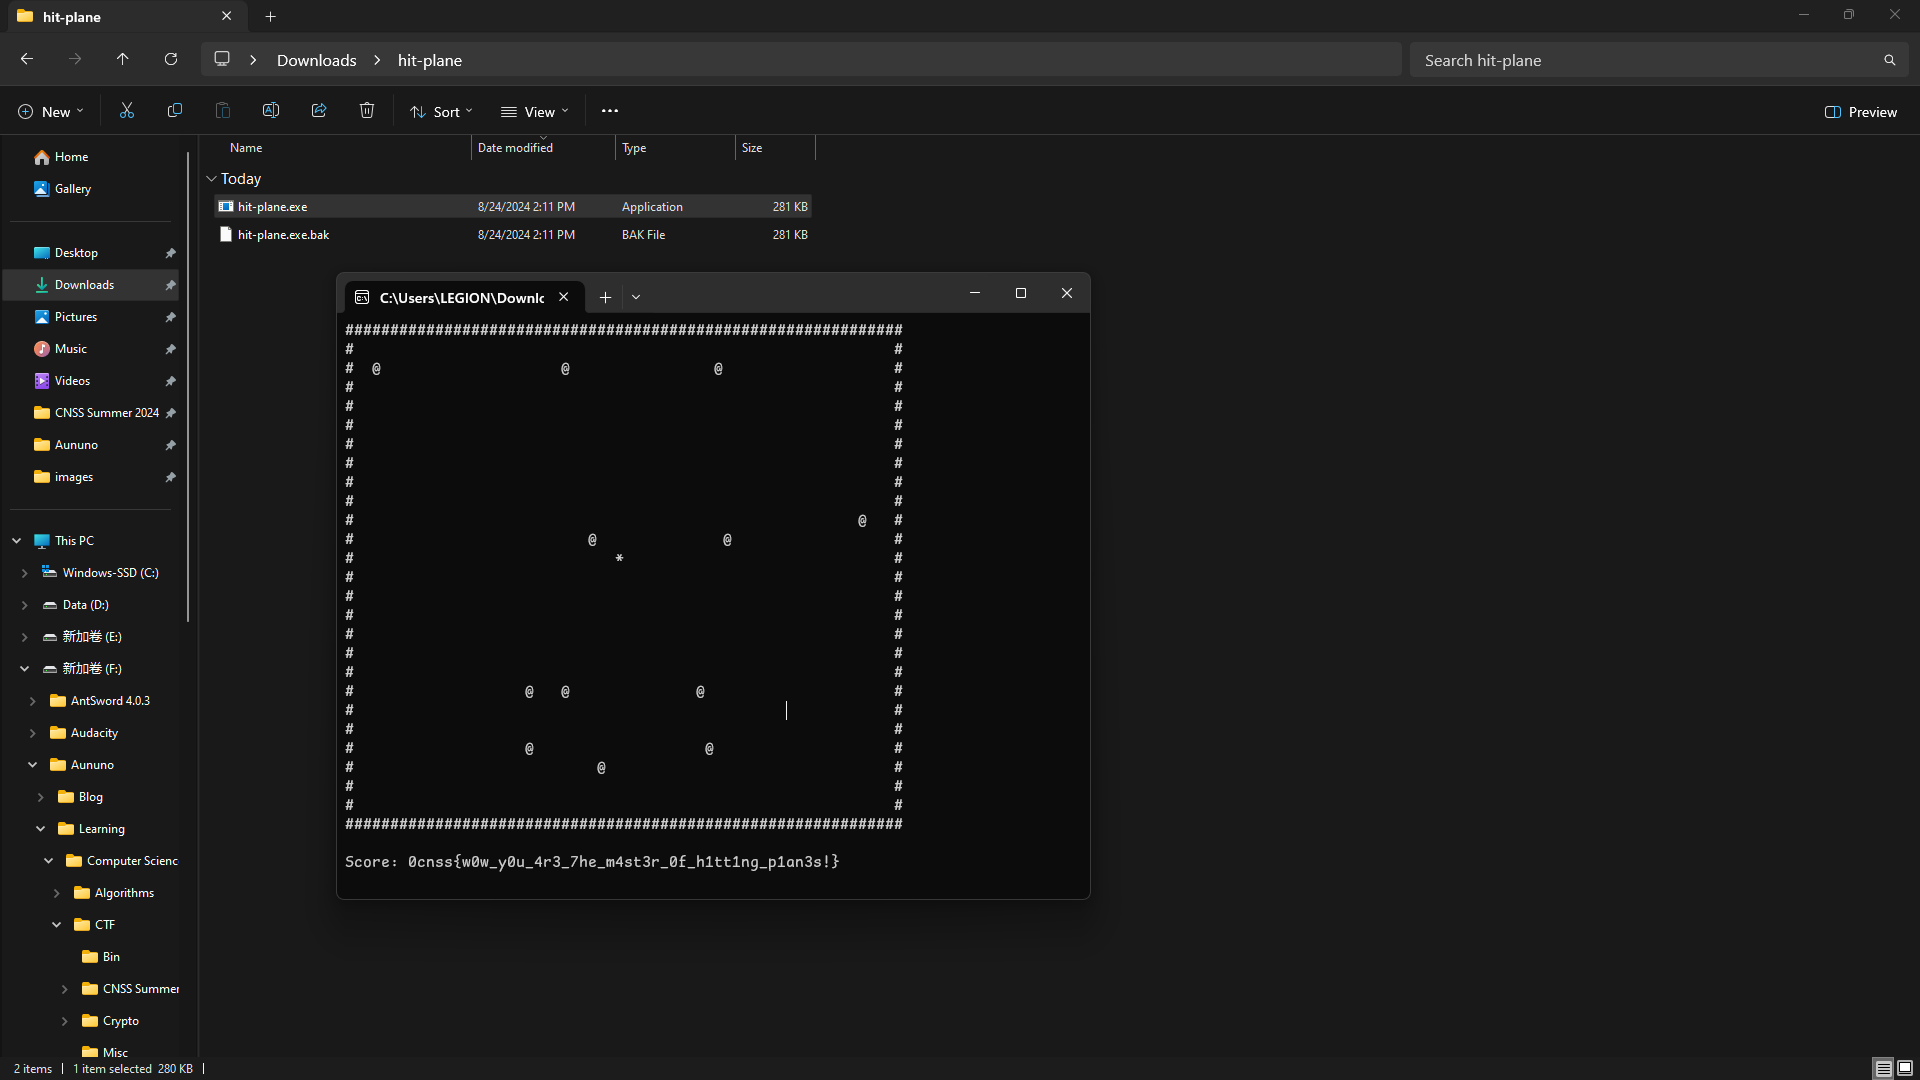 hit-plane
Downloads > hit-plane
Search hit-plane
New
Sort
View
Preview
Home
Gallery
Desktop
Downloads
Pictures
Music
Videos
CNSS Summer 2024
Aununo
images
This PC
Windows-SSD (C:)
Data (D:)
新加卷 (E:)
新加卷 (F:)
AntSword 4.0.3
Audacity
Aununo
Blog
Learning
Computer Scienc
Algorithms
CTF
Bin
CNSS Summer
Crypto
Misc
Name Date modified Type Size
Today
hit-plane.exe 8/24/2024 2:11 PM Application 281 KB
hit-plane.exe.bak 8/24/2024 2:11 PM BAK File 281 KB
C:\Users\LEGION\Downlo
##############################################################
# #
# @ @ @ #
# #
# #
# #
# #
# #
# #
# #
# @ #
# @ @ #
# * #
# #
# #
# #
# #
# #
# #
# @ @ @ #
# #
# #
# @ @ #
# @ #
# #
# #
##############################################################
Score: 0cnss{w0w_y0u_4r3_7he_m4st3r_0f_h1tt1ng_p1an3s!}
2 items 1 item selected 280 KB